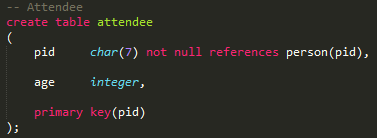 -- Attendee
create table attendee
(
pid char(7) not null references person(pid),
age integer,
primary key(pid)
);